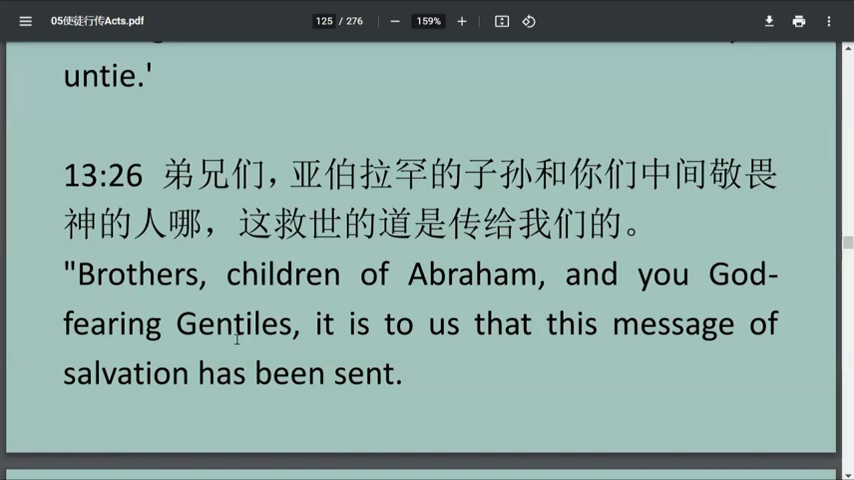 05使徒行传Acts.pdf
125 / 276
159%
untie.'
13:26 弟兄们，亚伯拉罕的子孙和你们中间敬畏
神的人哪，这救世的道是传给我们的。
"Brothers, children of Abraham, and you God-
fearing Gentiles, it is to us that this message of
salvation has been sent.